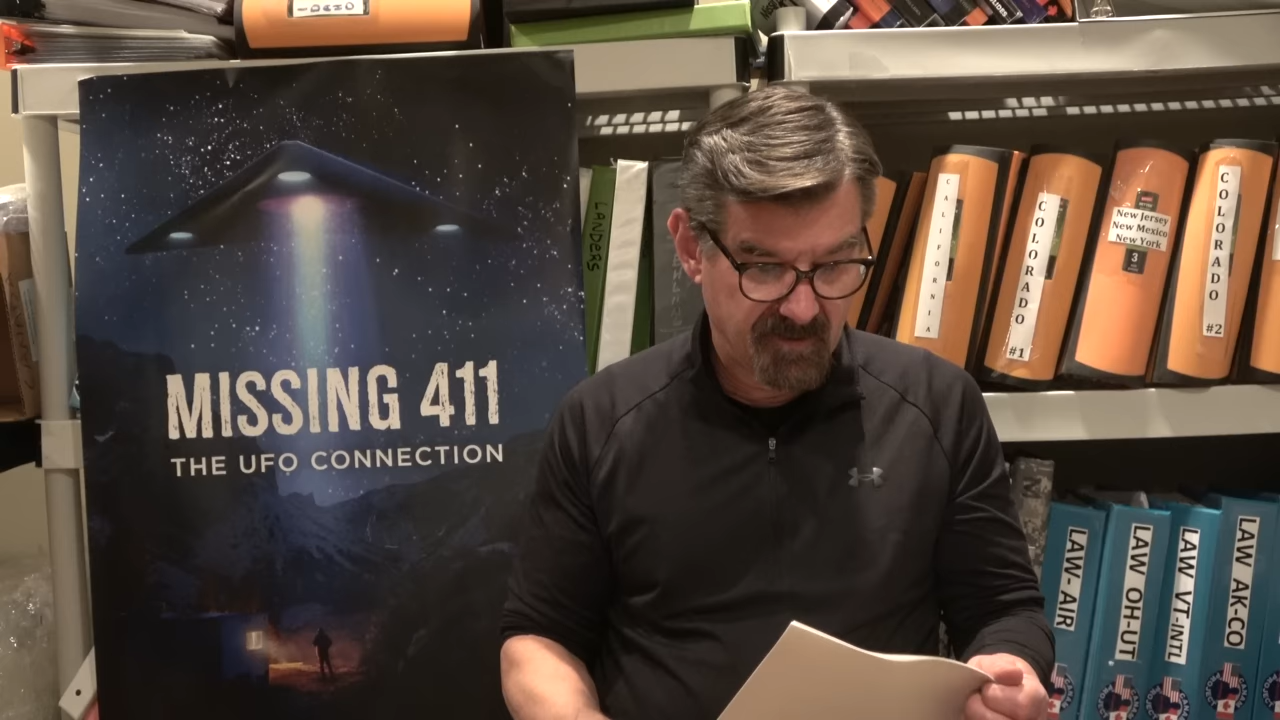 IDAHO
MISSING 411
THE UFO CONNECTION
LANDERS
CALIFORNIA
COLORADO
#1
New Jersey
New Mexico
New York
3
COLORADO
#2
LAW-AIR
LAW OH-UT
LAW VT-INTL
LAW AK-CO